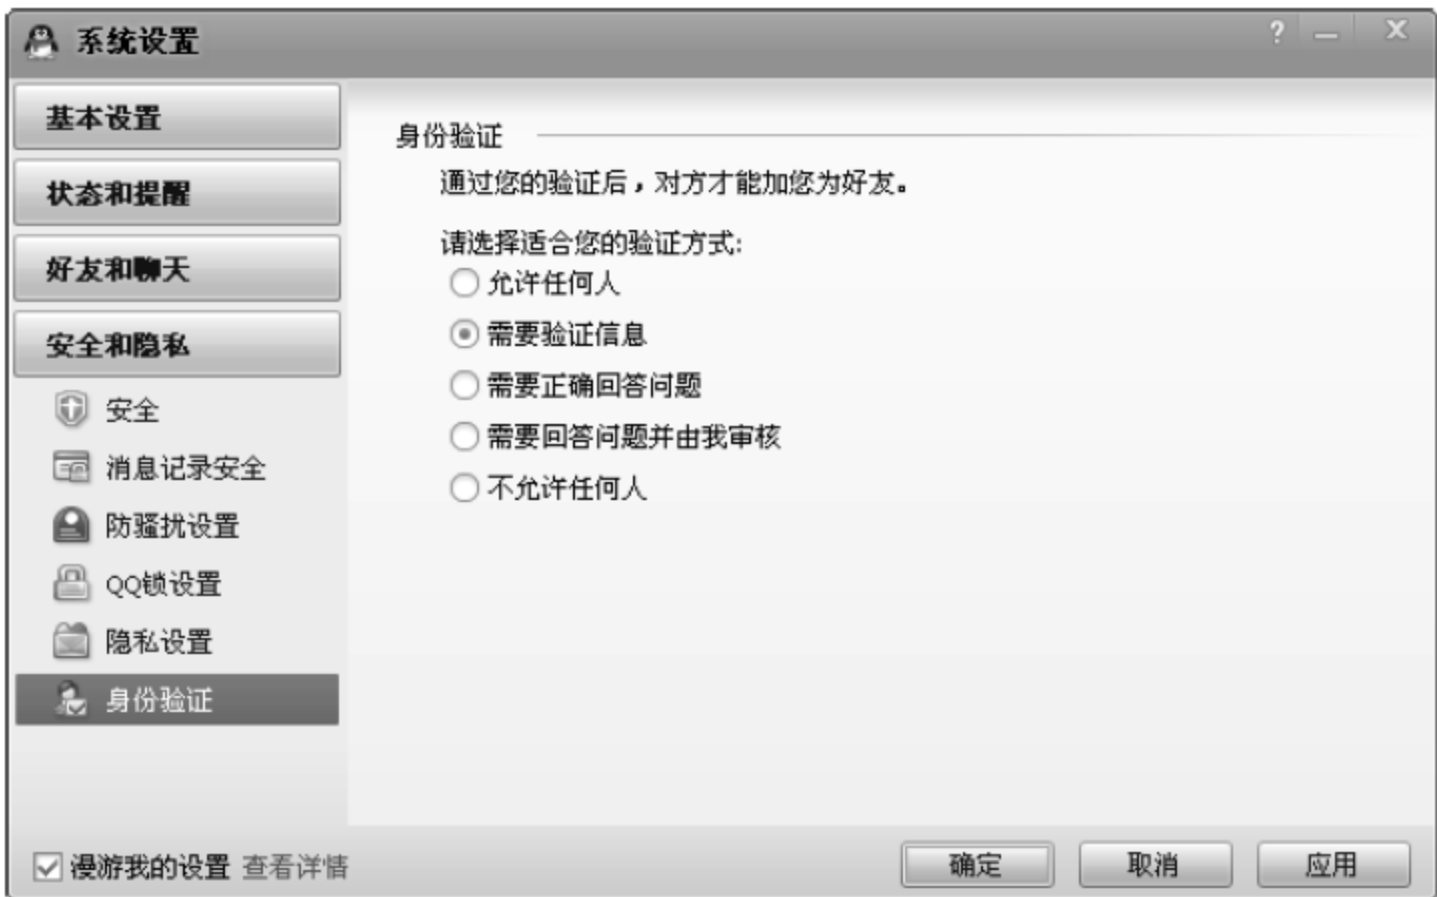 系统设置
基本设置
状态和提醒
好友和聊天
安全和隐私
安全
消息记录安全
防骚扰设置
QQ锁设置
隐私设置
身份验证
身份验证
通过您的验证后，对方才能加您为好友。
请选择适合您的验证方式:
允许任何人
需要验证信息
需要正确回答问题
需要回答问题并由我审核
不允许任何人
漫游我的设置 查看详情
确定 取消 应用